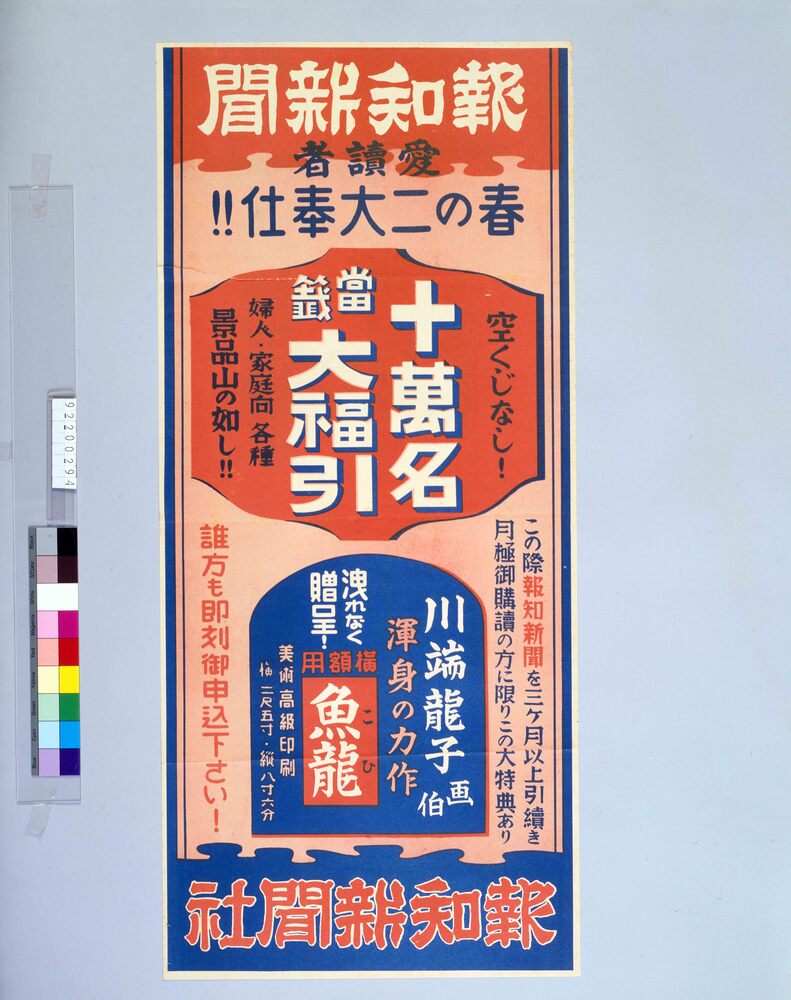 報知新聞
愛讀者
春の二大奉仕!!
空くじなし!
十萬名
當籤
大福引
婦人・家庭向 各種
景品山の如し!!
この際報知新聞を三ヶ月以上引續き
月極御購讀の方に限りこの大特典あり
川端龍子画伯
渾身の力作
横額用
魚龍
こひ
洩れなく
贈呈!
美術高級印刷
二尺五寸・縦八寸六分
誰方も即刻御申込下さい!
報知新聞社
92200294